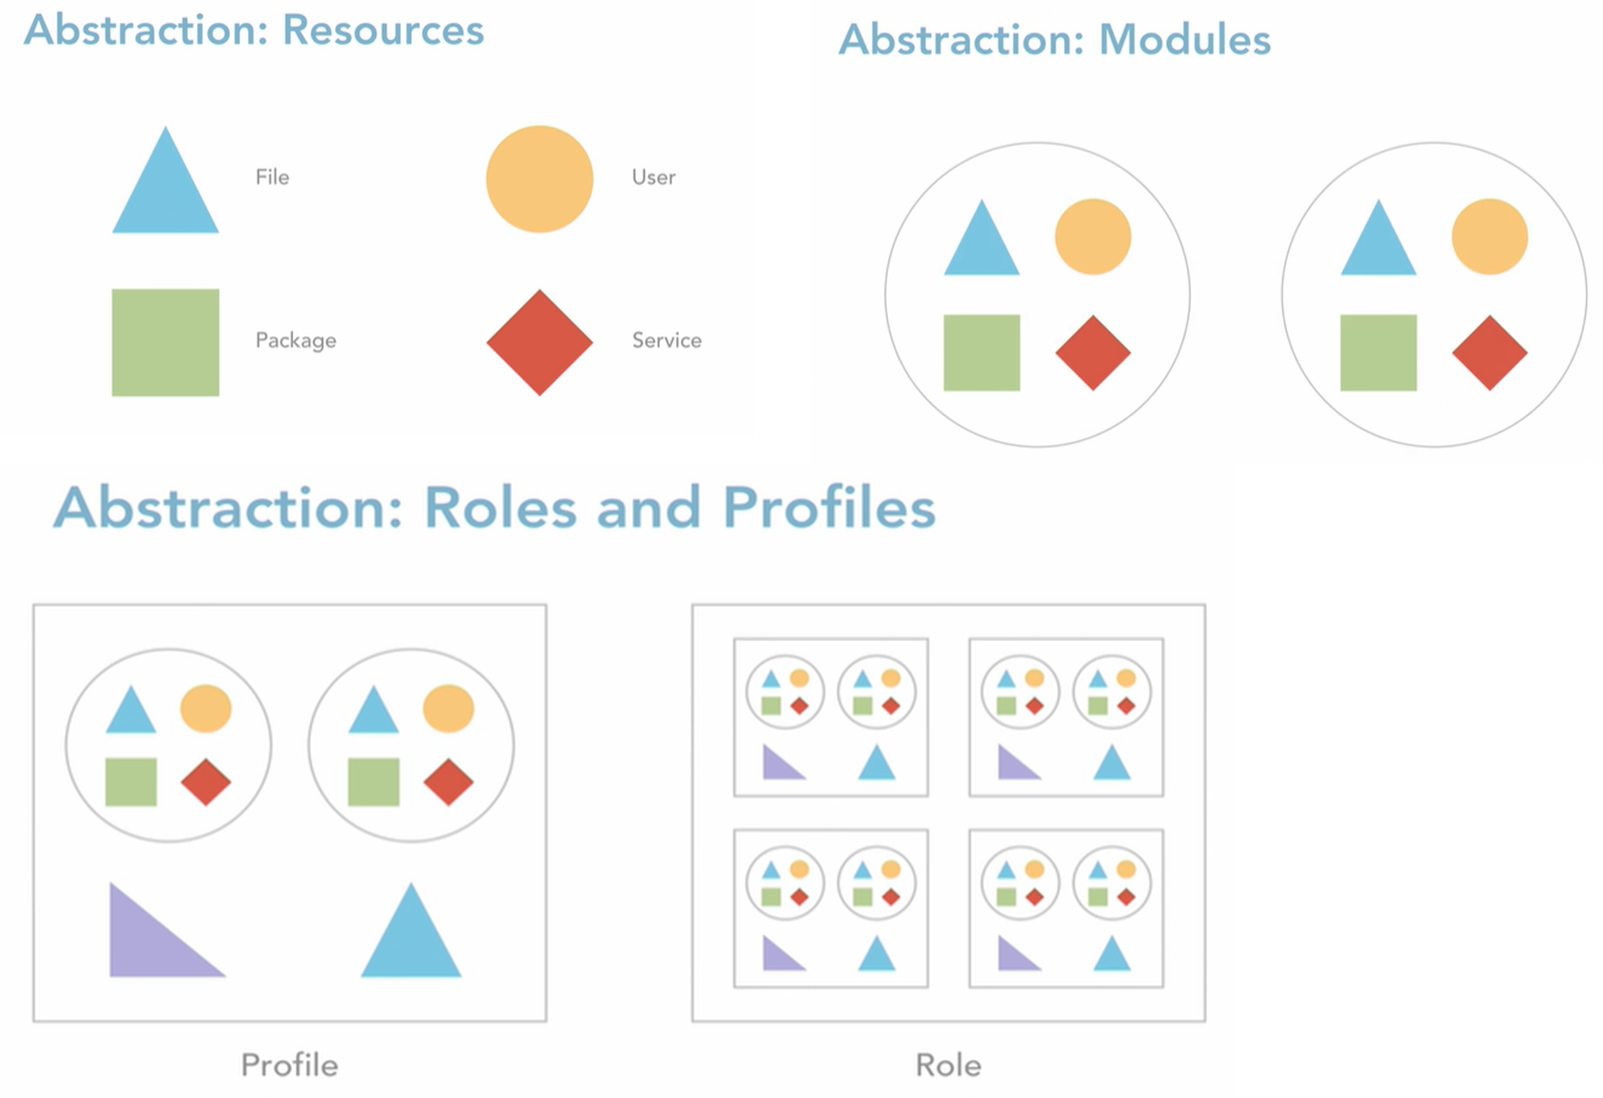 Abstraction: Resources
File
User
Package
Service
Abstraction: Modules
Abstraction: Roles and Profiles
Profile
Role